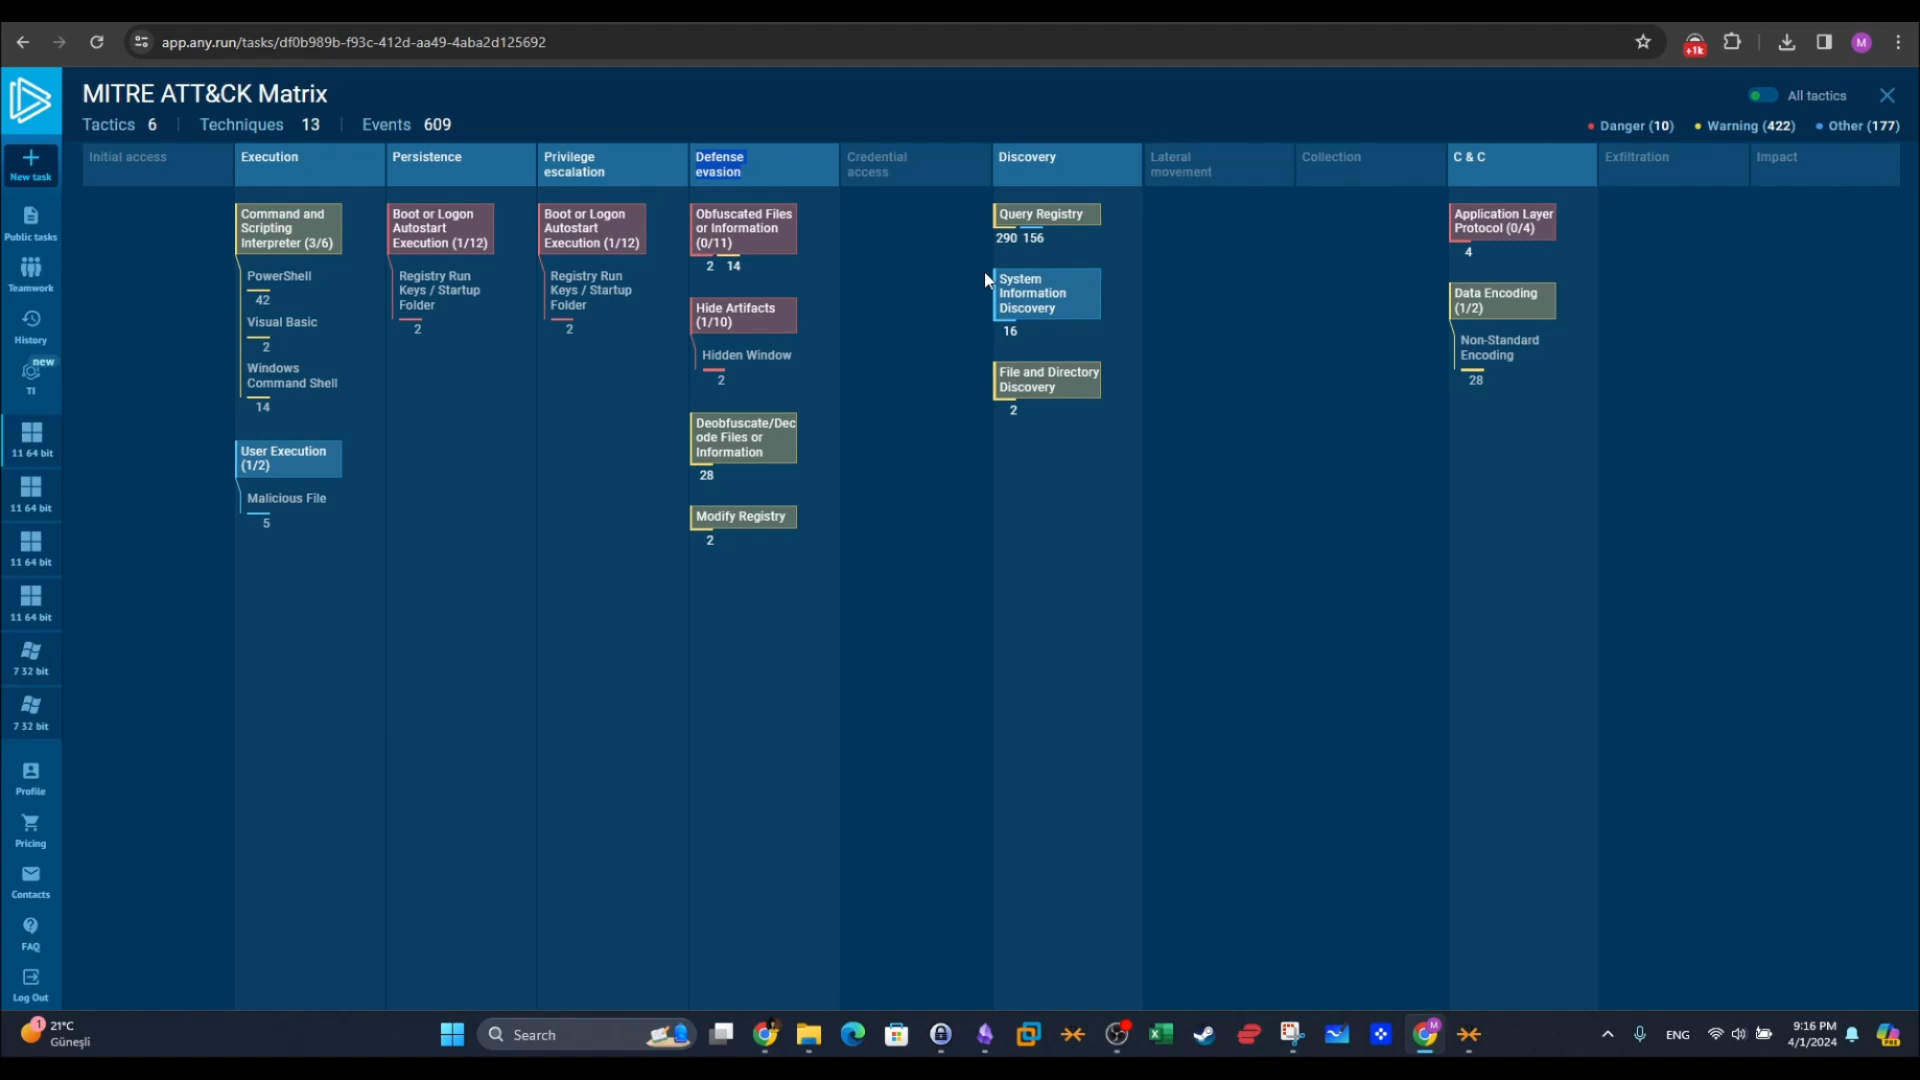 app.any.run/tasks/df0b989b-f93c-412d-aa49-4aba2d125692
+1k
M
MITRE ATT&CK Matrix
All tactics
Tactics 6 | Techniques 13 | Events 609
Danger (10) Warning (422) Other (177)
Initial access
Execution
Persistence
Privilege
escalation
Defense
evasion
Credential
access
Discovery
Lateral
movement
Collection
C & C
Exfiltration
Impact
New task
Public tasks
Teamwork
History
new
TI
11 64 bit
11 64 bit
11 64 bit
11 64 bit
7 32 bit
7 32 bit
Profile
Pricing
Contacts
FAQ
Log Out
Command and
Scripting
Interpreter (3/6)
PowerShell
42
Visual Basic
2
Windows
Command Shell
14
User Execution
(1/2)
Malicious File
5
Boot or Logon
Autostart
Execution (1/12)
Registry Run
Keys / Startup
Folder
2
Boot or Logon
Autostart
Execution (1/12)
Registry Run
Keys / Startup
Folder
2
Obfuscated Files
or Information
(0/11)
2 14
Hide Artifacts
(1/10)
Hidden Window
2
Deobfuscate/Dec
ode Files or
Information
28
Modify Registry
2
Query Registry
290 156
System
Information
Discovery
16
File and Directory
Discovery
2
Application Layer
Protocol (0/4)
4
Data Encoding
(1/2)
Non-Standard
Encoding
28
1
21°C
Güneşli
Search
M
ENG
9:16 PM
4/1/2024
PRE